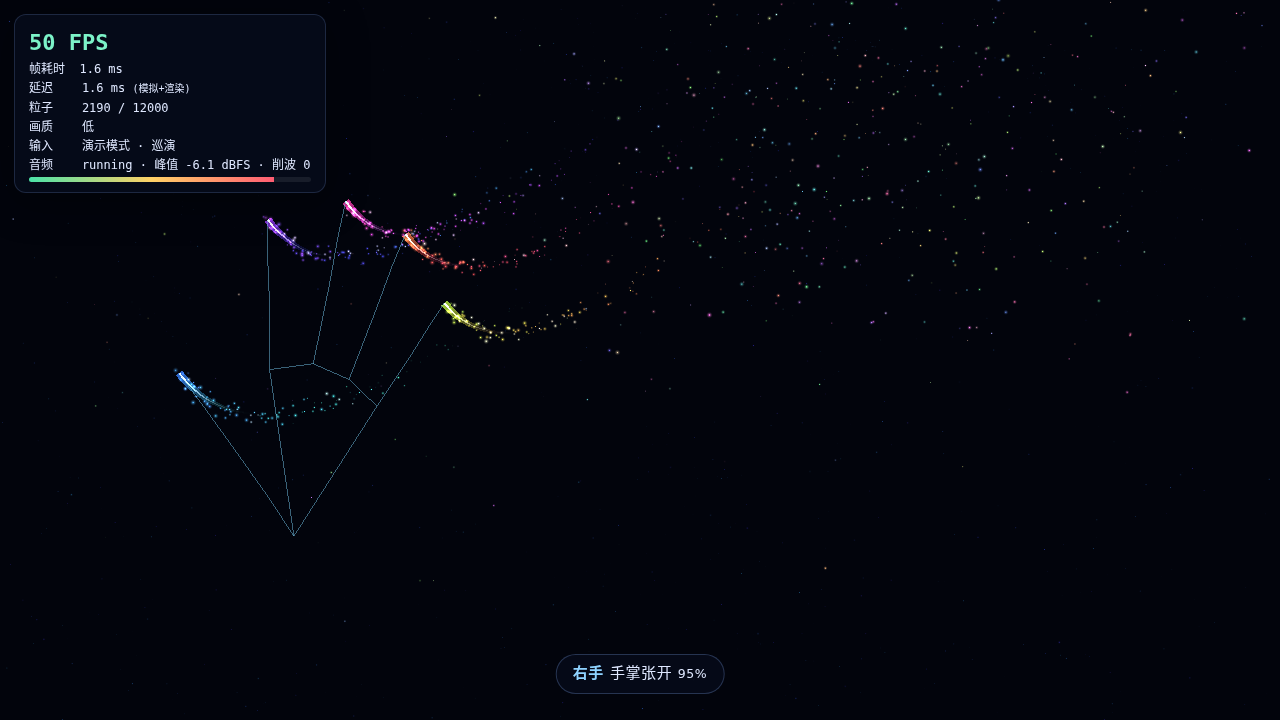 50 FPS
帧耗时 1.6 ms
延迟 1.6 ms (模拟+渲染)
粒子 2190 / 12000
画质 低
输入 演示模式 · 巡演
音频 running · 峰值 -6.1 dBFS · 削波 0
右手 手掌张开 95%